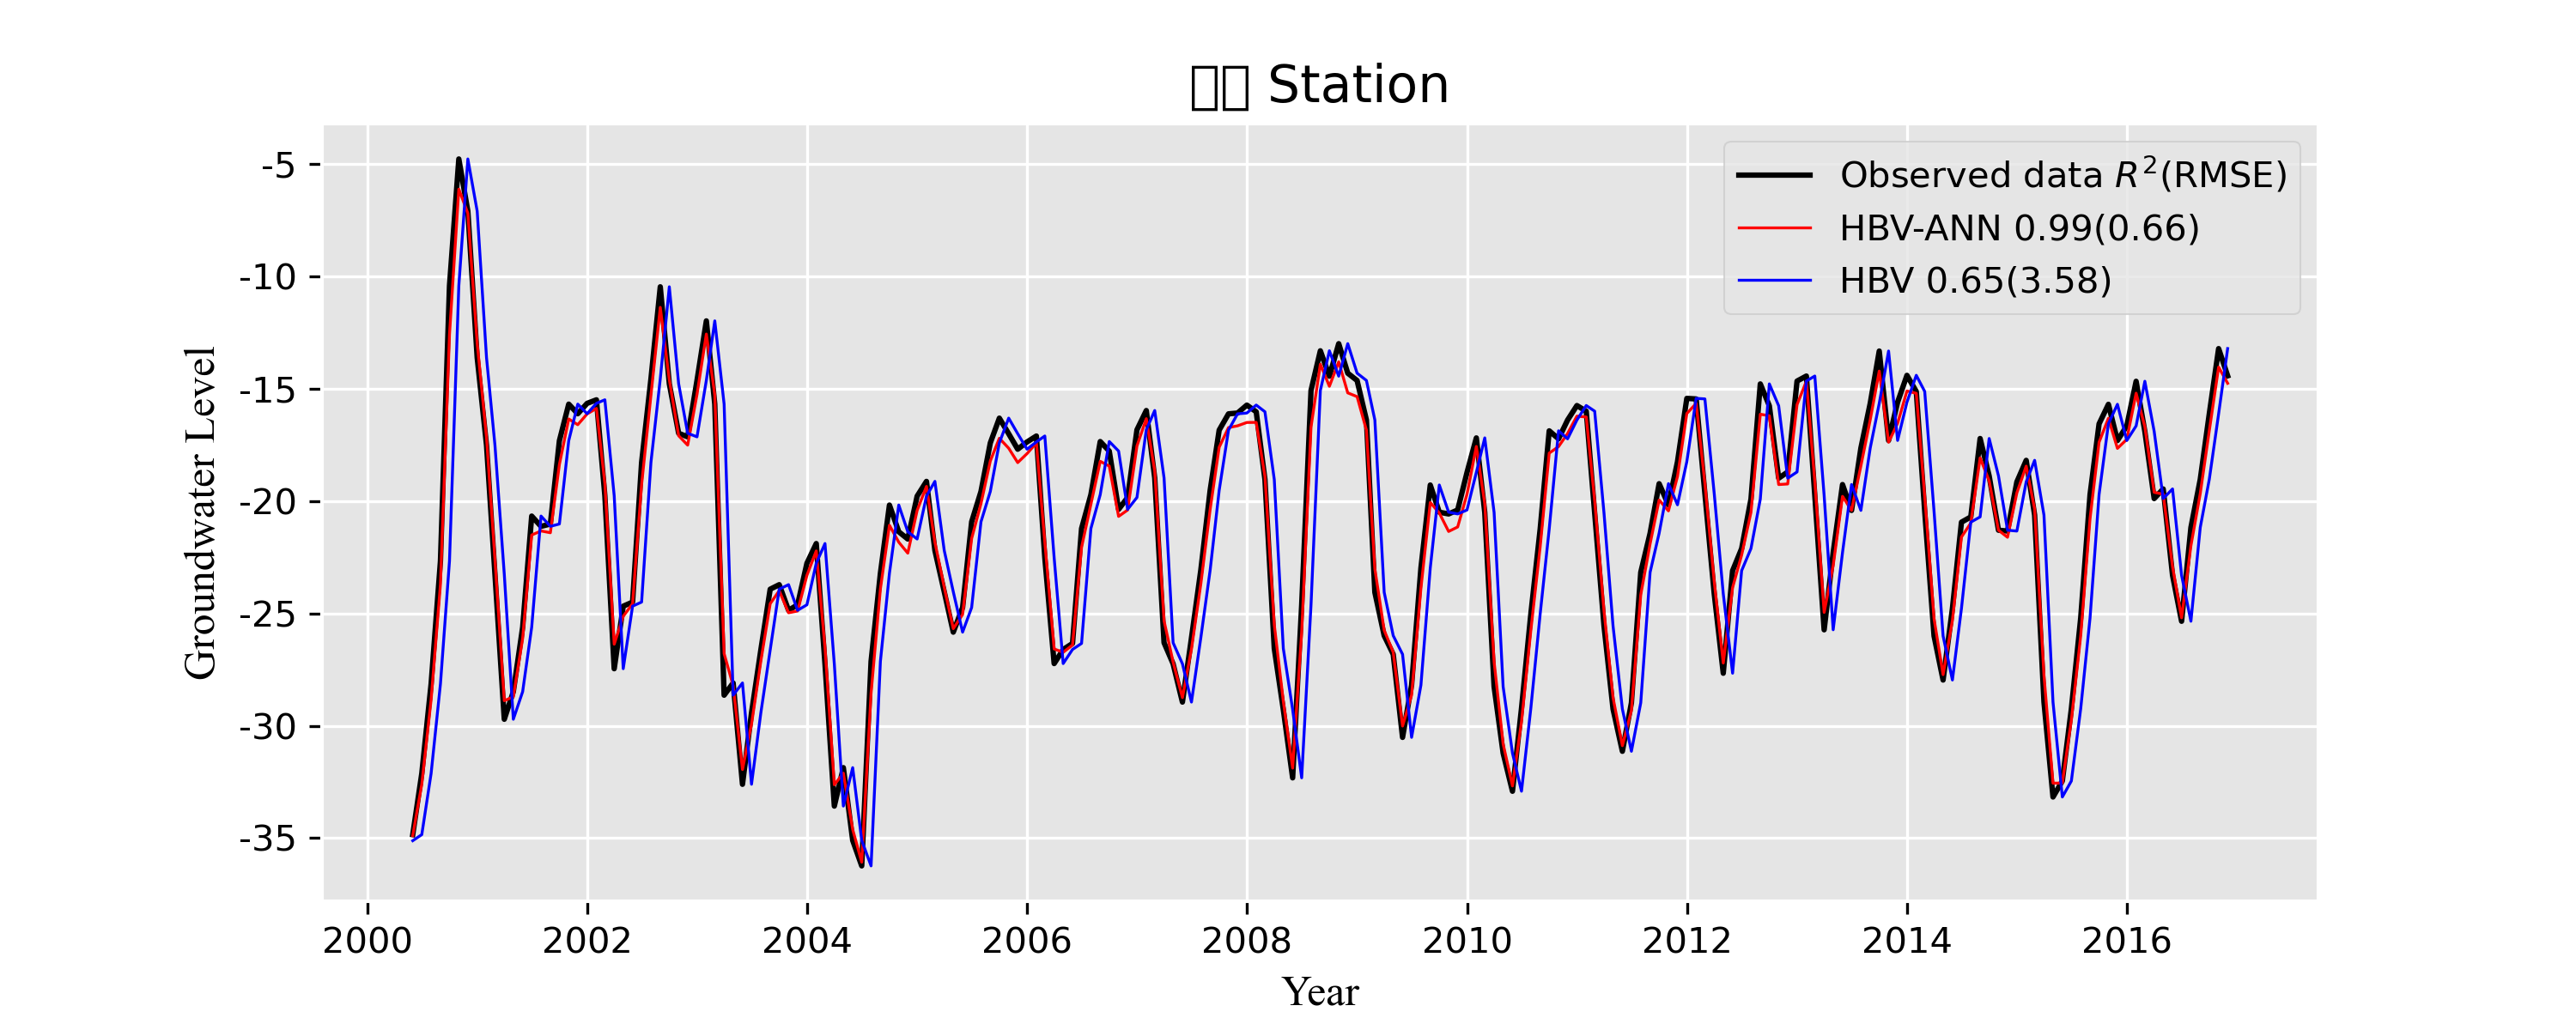 Station
Observed data R²(RMSE)
HBV-ANN 0.99(0.66)
HBV 0.65(3.58)
Groundwater Level
-5
-10
-15
-20
-25
-30
-35
2000 2002 2004 2006 2008 2010 2012 2014 2016
Year